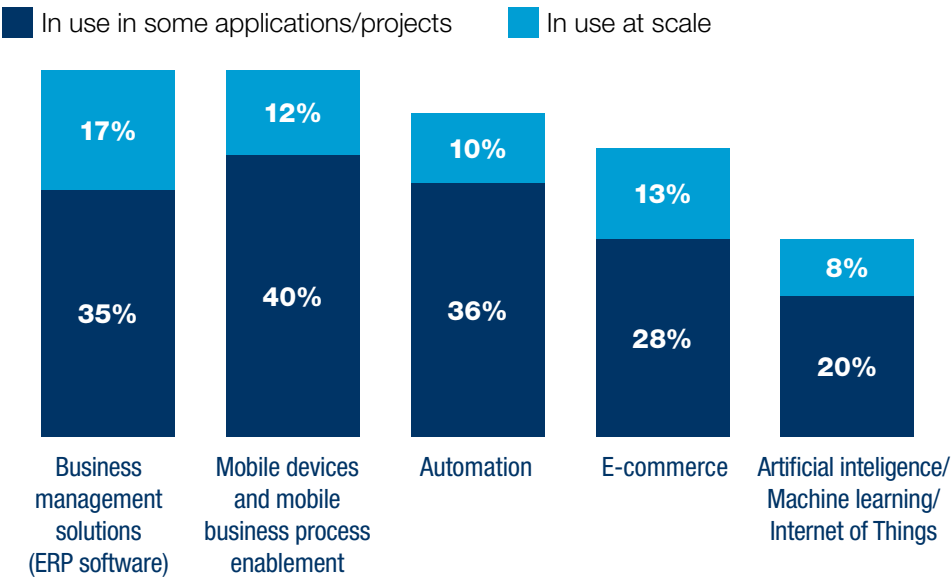 In use in some applications/projects
In use at scale
17%
12%
10%
13%
8%
35%
40%
36%
28%
20%
Business
management
solutions
(ERP software)
Mobile devices
and mobile
business process
enablement
Automation
E-commerce
Artificial inteligence/
Machine learning/
Internet of Things